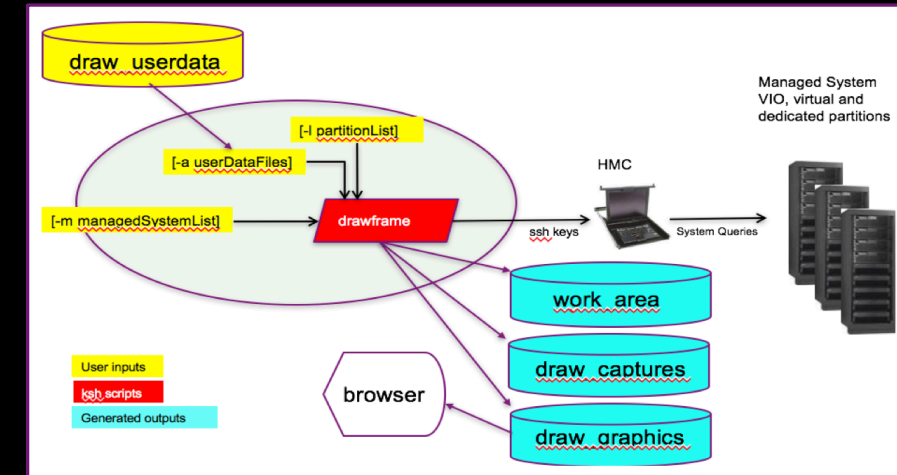 draw_userdata
Managed System
VIO, virtual and
dedicated partitions
[-l partitionList]
[-a userDataFiles]
HMC
[-m managedSystemList]
drawframe
ssh keys
System Queries
work_area
User inputs
ksh scripts
Generated outputs
browser
draw_captures
draw_graphics